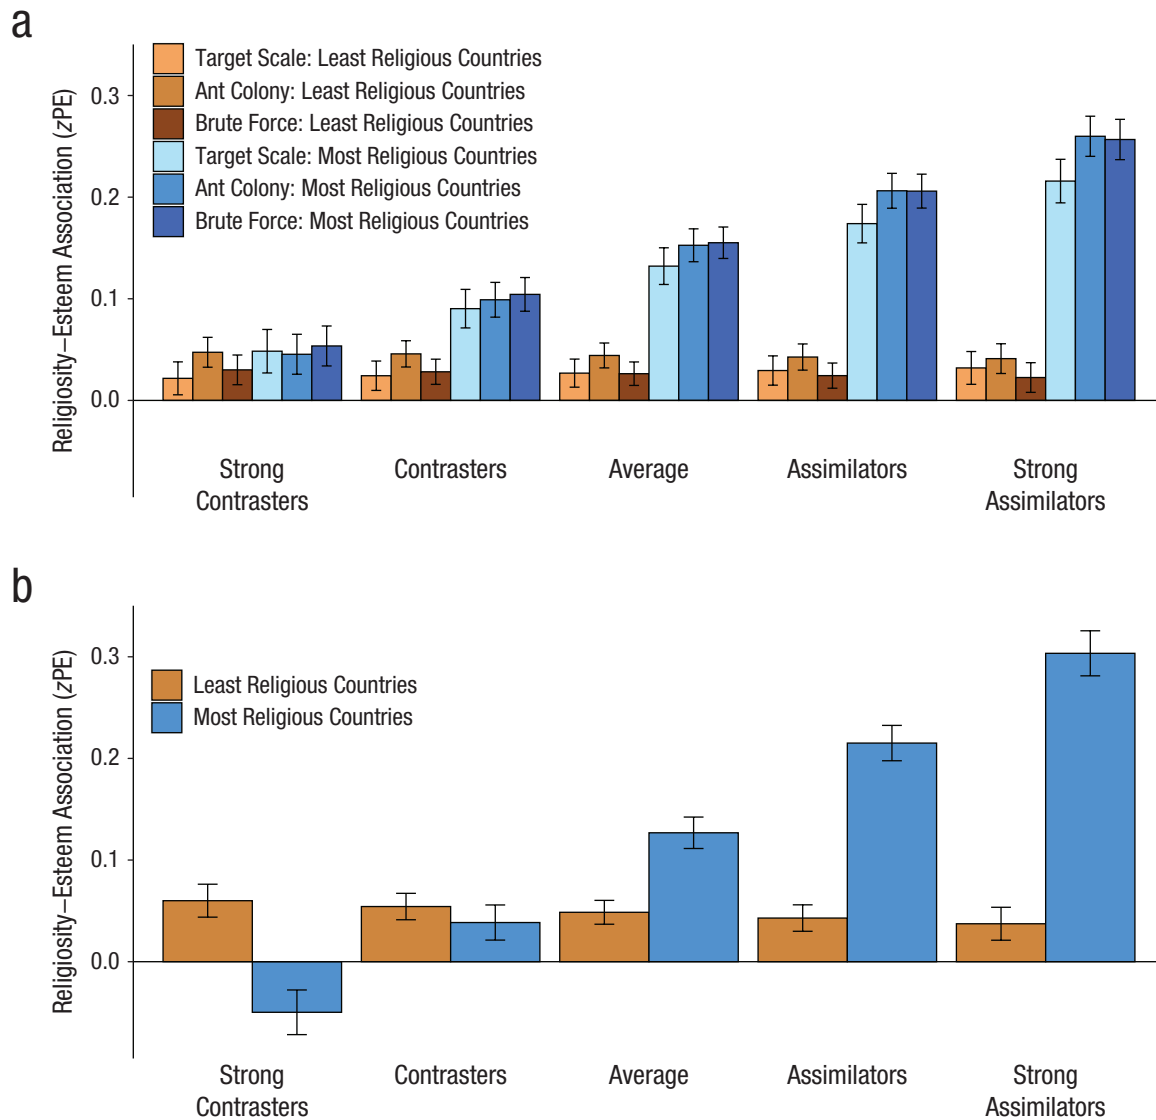 a
Religiosity–Esteem Association (zPE)
0.3
0.2
0.1
0.0
Target Scale: Least Religious Countries
Ant Colony: Least Religious Countries
Brute Force: Least Religious Countries
Target Scale: Most Religious Countries
Ant Colony: Most Religious Countries
Brute Force: Most Religious Countries
Strong
Contrasters
Contrasters
Average
Assimilators
Strong
Assimilators
b
Religiosity–Esteem Association (zPE)
0.3
0.2
0.1
0.0
Least Religious Countries
Most Religious Countries
Strong
Contrasters
Contrasters
Average
Assimilators
Strong
Assimilators